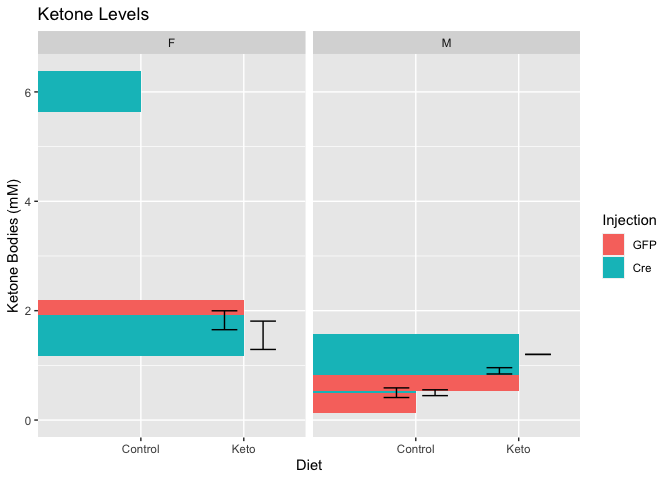 Ketone Levels
F
M
6
4
2
0
Ketone Bodies (mM)
Control
Keto
Control
Keto
Diet
Injection
GFP
Cre